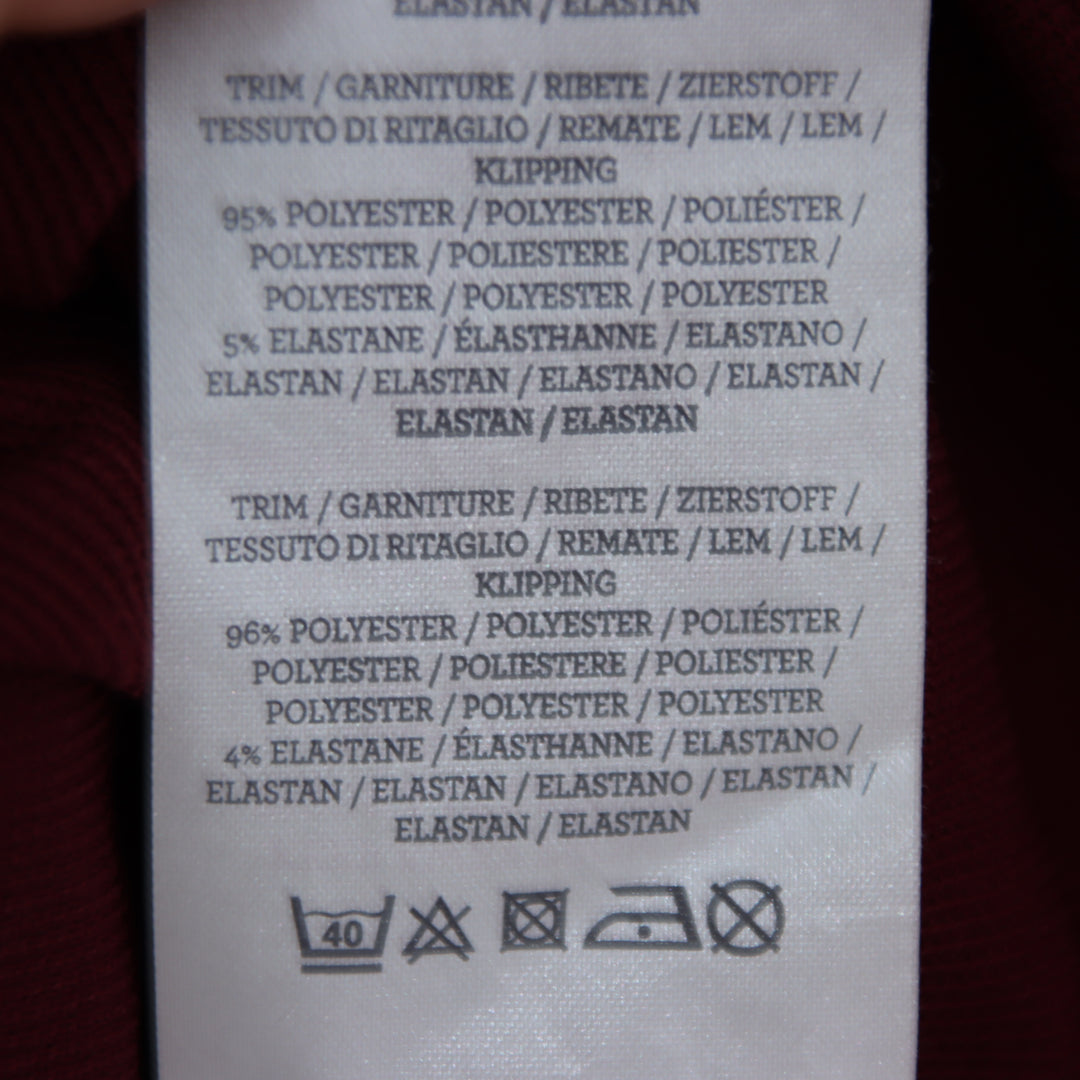 ELASTAN / ELASTAN
TRIM / GARNITURE / RIBETE / ZIERSTOFF /
TESSUTO DI RITAGLIO / REMATE / LEM / LEM /
KLIPPING
95% POLYESTER / POLYESTER / POLIÉSTER /
POLYESTER / POLIESTERE / POLIESTER /
POLYESTER / POLYESTER / POLYESTER
5% ELASTANE / ÉLASTHANNE / ELASTANO /
ELASTAN / ELASTAN / ELASTANO / ELASTAN /
ELASTAN / ELASTAN
TRIM / GARNITURE / RIBETE / ZIERSTOFF /
TESSUTO DI RITAGLIO / REMATE / LEM / LEM /
KLIPPING
96% POLYESTER / POLYESTER / POLIÉSTER /
POLYESTER / POLIESTERE / POLIESTER /
POLYESTER / POLYESTER / POLYESTER
4% ELASTANE / ÉLASTHANNE / ELASTANO /
ELASTAN / ELASTAN / ELASTANO / ELASTAN /
ELASTAN / ELASTAN
40